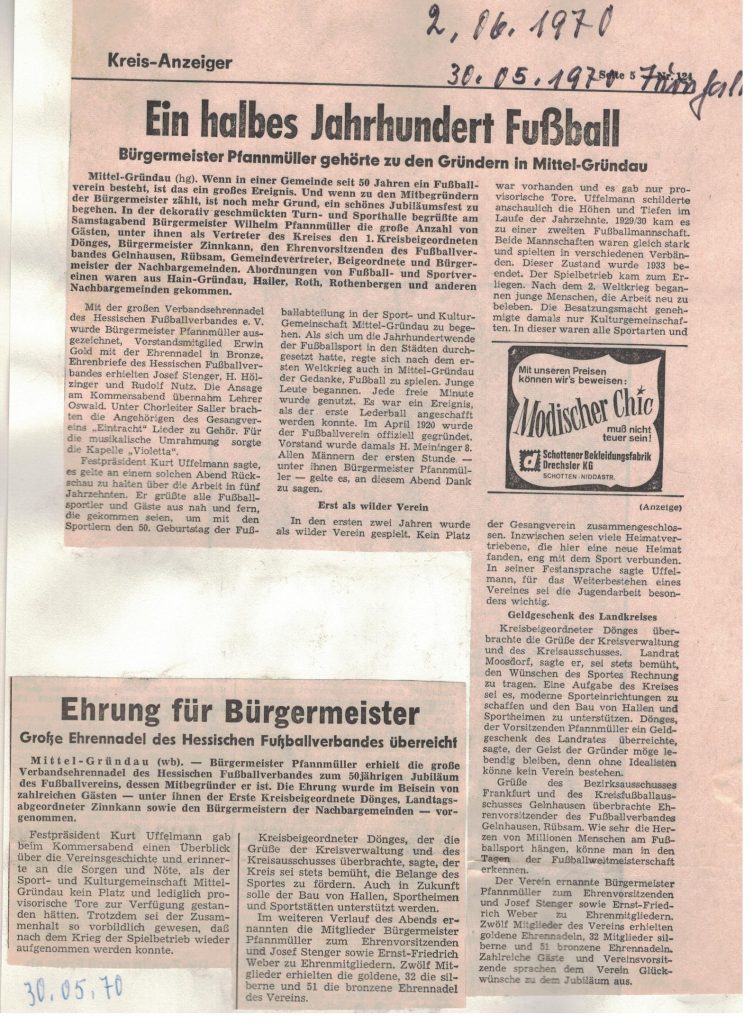 2. 06. 1970
Kreis-Anzeiger
30. 05. 1970
Seite 5 – Nr. 124
Ein halbes Jahrhundert Fußball
Bürgermeister Pfannmüller gehörte zu den Gründern in Mittel-Gründau
Mittel-Gründau (hg). Wenn in einer Gemeinde seit 50 Jahren ein Fußball-
verein besteht, ist das ein großes Ereignis. Und wenn zu den Mitbegründern
der Bürgermeister zählt, ist noch mehr Grund, ein schönes Jubiläumsfest zu
begehen. In der dekorativ geschmückten Turn- und Sporthalle begrüßte am
Samstagabend Bürgermeister Wilhelm Pfannmüller die große Anzahl von
Gästen, unter ihnen als Vertreter des Kreises den 1. Kreisbeigeordneten
Dönges, Bürgermeister Zinnkann, den Ehrenvorsitzenden des Fußballver-
bandes Gelnhausen, Rübsam, Gemeindevertreter, Beigeordnete und Bürger-
meister der Nachbargemeinden. Abordnungen von Fußball- und Sportver-
einen waren aus Hain-Gründau, Hailer, Roth, Rothenbergen und anderen
Nachbargemeinden gekommen.
Mit der großen Verbandsehrennadel
des Hessischen Fußballverbandes e. V.
wurde Bürgermeister Pfannmüller aus-
gezeichnet, Vorstandsmitglied Erwin
Gold mit der Ehrennadel in Bronze.
Ehrenbriefe des Hessischen Fußballver-
bandes erhielten Josef Stenger, H. Höl-
zinger und Rudolf Nutz. Die Ansage
am Kommersabend übernahm Lehrer
Oswald. Unter Chorleiter Saller brach-
ten die Angehörigen des Gesangver-
eins „Eintracht" Lieder zu Gehör. Für
die musikalische Umrahmung sorgte
die Kapelle „Violetta".
Festpräsident Kurt Uffelmann sagte,
es gelte an einem solchen Abend Rück-
schau zu halten über die Arbeit in fünf
Jahrzehnten. Er grüßte alle Fußball-
sportler und Gäste aus nah und fern,
die gekommen seien, um mit den
Sportlern den 50. Geburtstag der Fuß-
ballabteilung in der Sport- und Kultur-
Gemeinschaft Mittel-Gründau zu bege-
hen. Als sich um die Jahrhundertwende
der Fußballsport in den Städten durch-
gesetzt hatte, regte sich nach dem er-
sten Weltkrieg auch in Mittel-Gründau
der Gedanke, Fußball zu spielen. Junge
Leute begannen. Jede freie Minute
wurde genutzt. Es war ein Ereignis,
als der erste Lederball angeschafft
werden konnte. Im April 1920 wurde
der Fußballverein offiziell gegründet.
Vorstand wurde damals H. Meininger 8.
Allen Männern der ersten Stunde —
unter ihnen Bürgermeister Pfannmül-
ler — gelte es, an diesem Abend Dank
zu sagen.
Erst als wilder Verein
In den ersten zwei Jahren wurde
als wilder Verein gespielt. Kein Platz
war vorhanden und es gab nur pro-
visorische Tore. Uffelmann schilderte
anschaulich die Höhen und Tiefen im
Laufe der Jahrzehnte. 1929/30 kam es
zu einer zweiten Fußballmannschaft.
Beide Mannschaften waren gleich stark
und spielten in verschiedenen Verbän-
den. Dieser Zustand wurde 1933 be-
endet. Der Spielbetrieb kam zum Er-
liegen. Nach dem 2. Weltkrieg began-
nen junge Menschen, die Arbeit neu zu
beleben. Die Besatzungsmacht geneh-
migte damals nur Kulturgemeinschaf-
ten. In dieser waren alle Sportarten und
Mit unseren Preisen
können wir's beweisen:
Modischer Chic
muß nicht
teuer sein!
Schottener Bekleidungsfabrik
Drechsler KG
SCHOTTEN · NIDDASTR.
(Anzeige)
der Gesangverein zusammengeschlos-
sen. Inzwischen seien viele Heimatver-
triebene, die hier eine neue Heimat
fanden, eng mit dem Sport verbunden.
In seiner Festansprache sagte Uffel-
mann, für das Weiterbestehen eines
Vereines sei die Jugendarbeit beson-
ders wichtig.
Geldgeschenk des Landkreises
Kreisbeigeordneter Dönges über-
brachte die Grüße der Kreisverwaltung
und des Kreisausschusses. Landrat
Moosdorf, sagte er, sei stets bemüht,
den Wünschen des Sportes Rechnung
zu tragen. Eine Aufgabe des Kreises
sei es, moderne Sporteinrichtungen zu
schaffen und den Bau von Hallen und
Sportheimen zu unterstützen. Dönges,
der Vorsitzenden Pfannmüller ein Geld-
geschenk des Landrates überreichte,
sagte, der Geist der Gründer möge le-
bendig bleiben, denn ohne Idealisten
könne kein Verein bestehen.
Grüße des Bezirksausschusses
Frankfurt und des Kreisfußballaus-
schusses Gelnhausen überbrachte Eh-
renvorsitzender des Fußballverbandes
Gelnhausen, Rübsam. Wie sehr die Her-
zen von Millionen Menschen am Fuß-
ballsport hängen, könne man in den
Tagen der Fußballweltmeisterschaft
erkennen.
Der Verein ernannte Bürgermeister
Pfannmüller zum Ehrenvorsitzenden
und Josef Stenger sowie Ernst-Fried-
rich Weber zu Ehrenmitgliedern.
Zwölf Mitglieder des Vereins erhielten
goldene Ehrennadeln, 32 Mitglieder sil-
berne und 51 bronzene Ehrennadeln.
Zahlreiche Gäste und Vereinsvorsit-
zende sprachen dem Verein Glück-
wünsche zu dem Jubiläum aus.
Ehrung für Bürgermeister
Große Ehrennadel des Hessischen Fußballverbandes überreicht
Mittel-Gründau (wb). — Bürgermeister Pfannmüller erhielt die große
Verbandsehrennadel des Hessischen Fußballverbandes zum 50jährigen Jubiläum
des Fußballvereins, dessen Mitbegründer er ist. Die Ehrung wurde im Beisein von
zahlreichen Gästen — unter ihnen der Erste Kreisbeigeordnete Dönges, Landtags-
abgeordneter Zinnkann sowie den Bürgermeistern der Nachbargemeinden — vor-
genommen.
Festpräsident Kurt Uffelmann gab
beim Kommersabend einen Überblick
über die Vereinsgeschichte und erinner-
te an die Sorgen und Nöte, als der
Sport- und Kulturgemeinschaft Mittel-
Gründau kein Platz und lediglich pro-
visorische Tore zur Verfügung gestan-
den hätten. Trotzdem sei der Zusam-
menhalt so vorbildlich gewesen, daß
nach dem Krieg der Spielbetrieb wieder
aufgenommen werden konnte.
Kreisbeigeordneter Dönges, der die
Grüße der Kreisverwaltung und des
Kreisausschusses überbrachte, sagte, der
Kreis sei stets bemüht, die Belange des
Sportes zu fördern. Auch in Zukunft
solle der Bau von Hallen, Sportheimen
und Sportstätten unterstützt werden.
Im weiteren Verlauf des Abends er-
nannten die Mitglieder Bürgermeister
Pfannmüller zum Ehrenvorsitzenden
und Josef Stenger sowie Ernst-Friedrich
Weber zu Ehrenmitgliedern. Zwölf Mit-
glieder erhielten die goldene, 32 die sil-
berne und 51 die bronzene Ehrennadel
des Vereins.
30.05.70